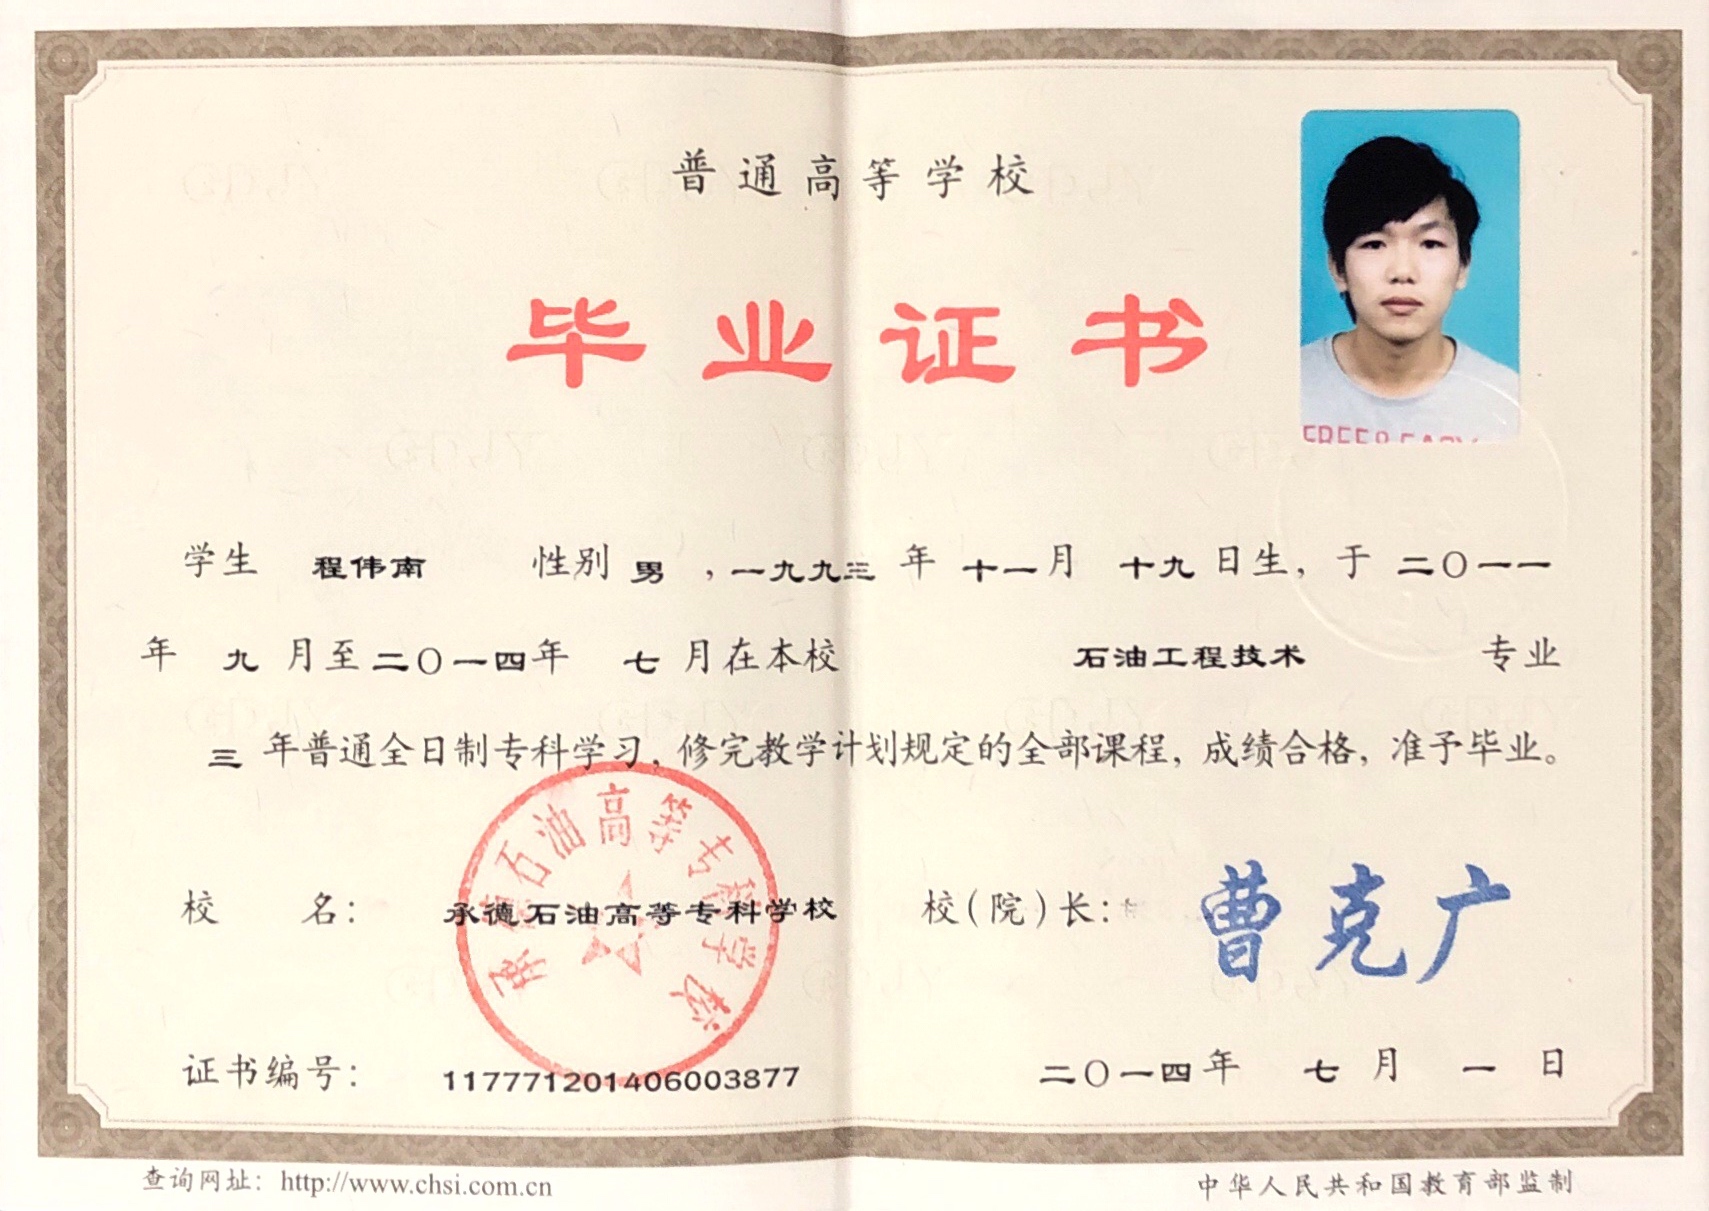 普通高等学校
毕业证书
FREE & EASY
学生 程伟南 性别 男 ,一九九三 年 十一月 十九 日生, 于 二〇一一
年 九 月至 二〇一四年 七 月在本校 石油工程技术 专业
三 年普通全日制专科学习, 修完教学计划规定的全部课程, 成绩合格, 准予毕业。
承德石油高等专科学校
校 名: 承德石油高等专科学校 校(院)长: 曹克广
证书编号: 117771201406003877 二〇一四年 七 月 一 日
查询网址: http://www.chsi.com.cn 中华人民共和国教育部监制